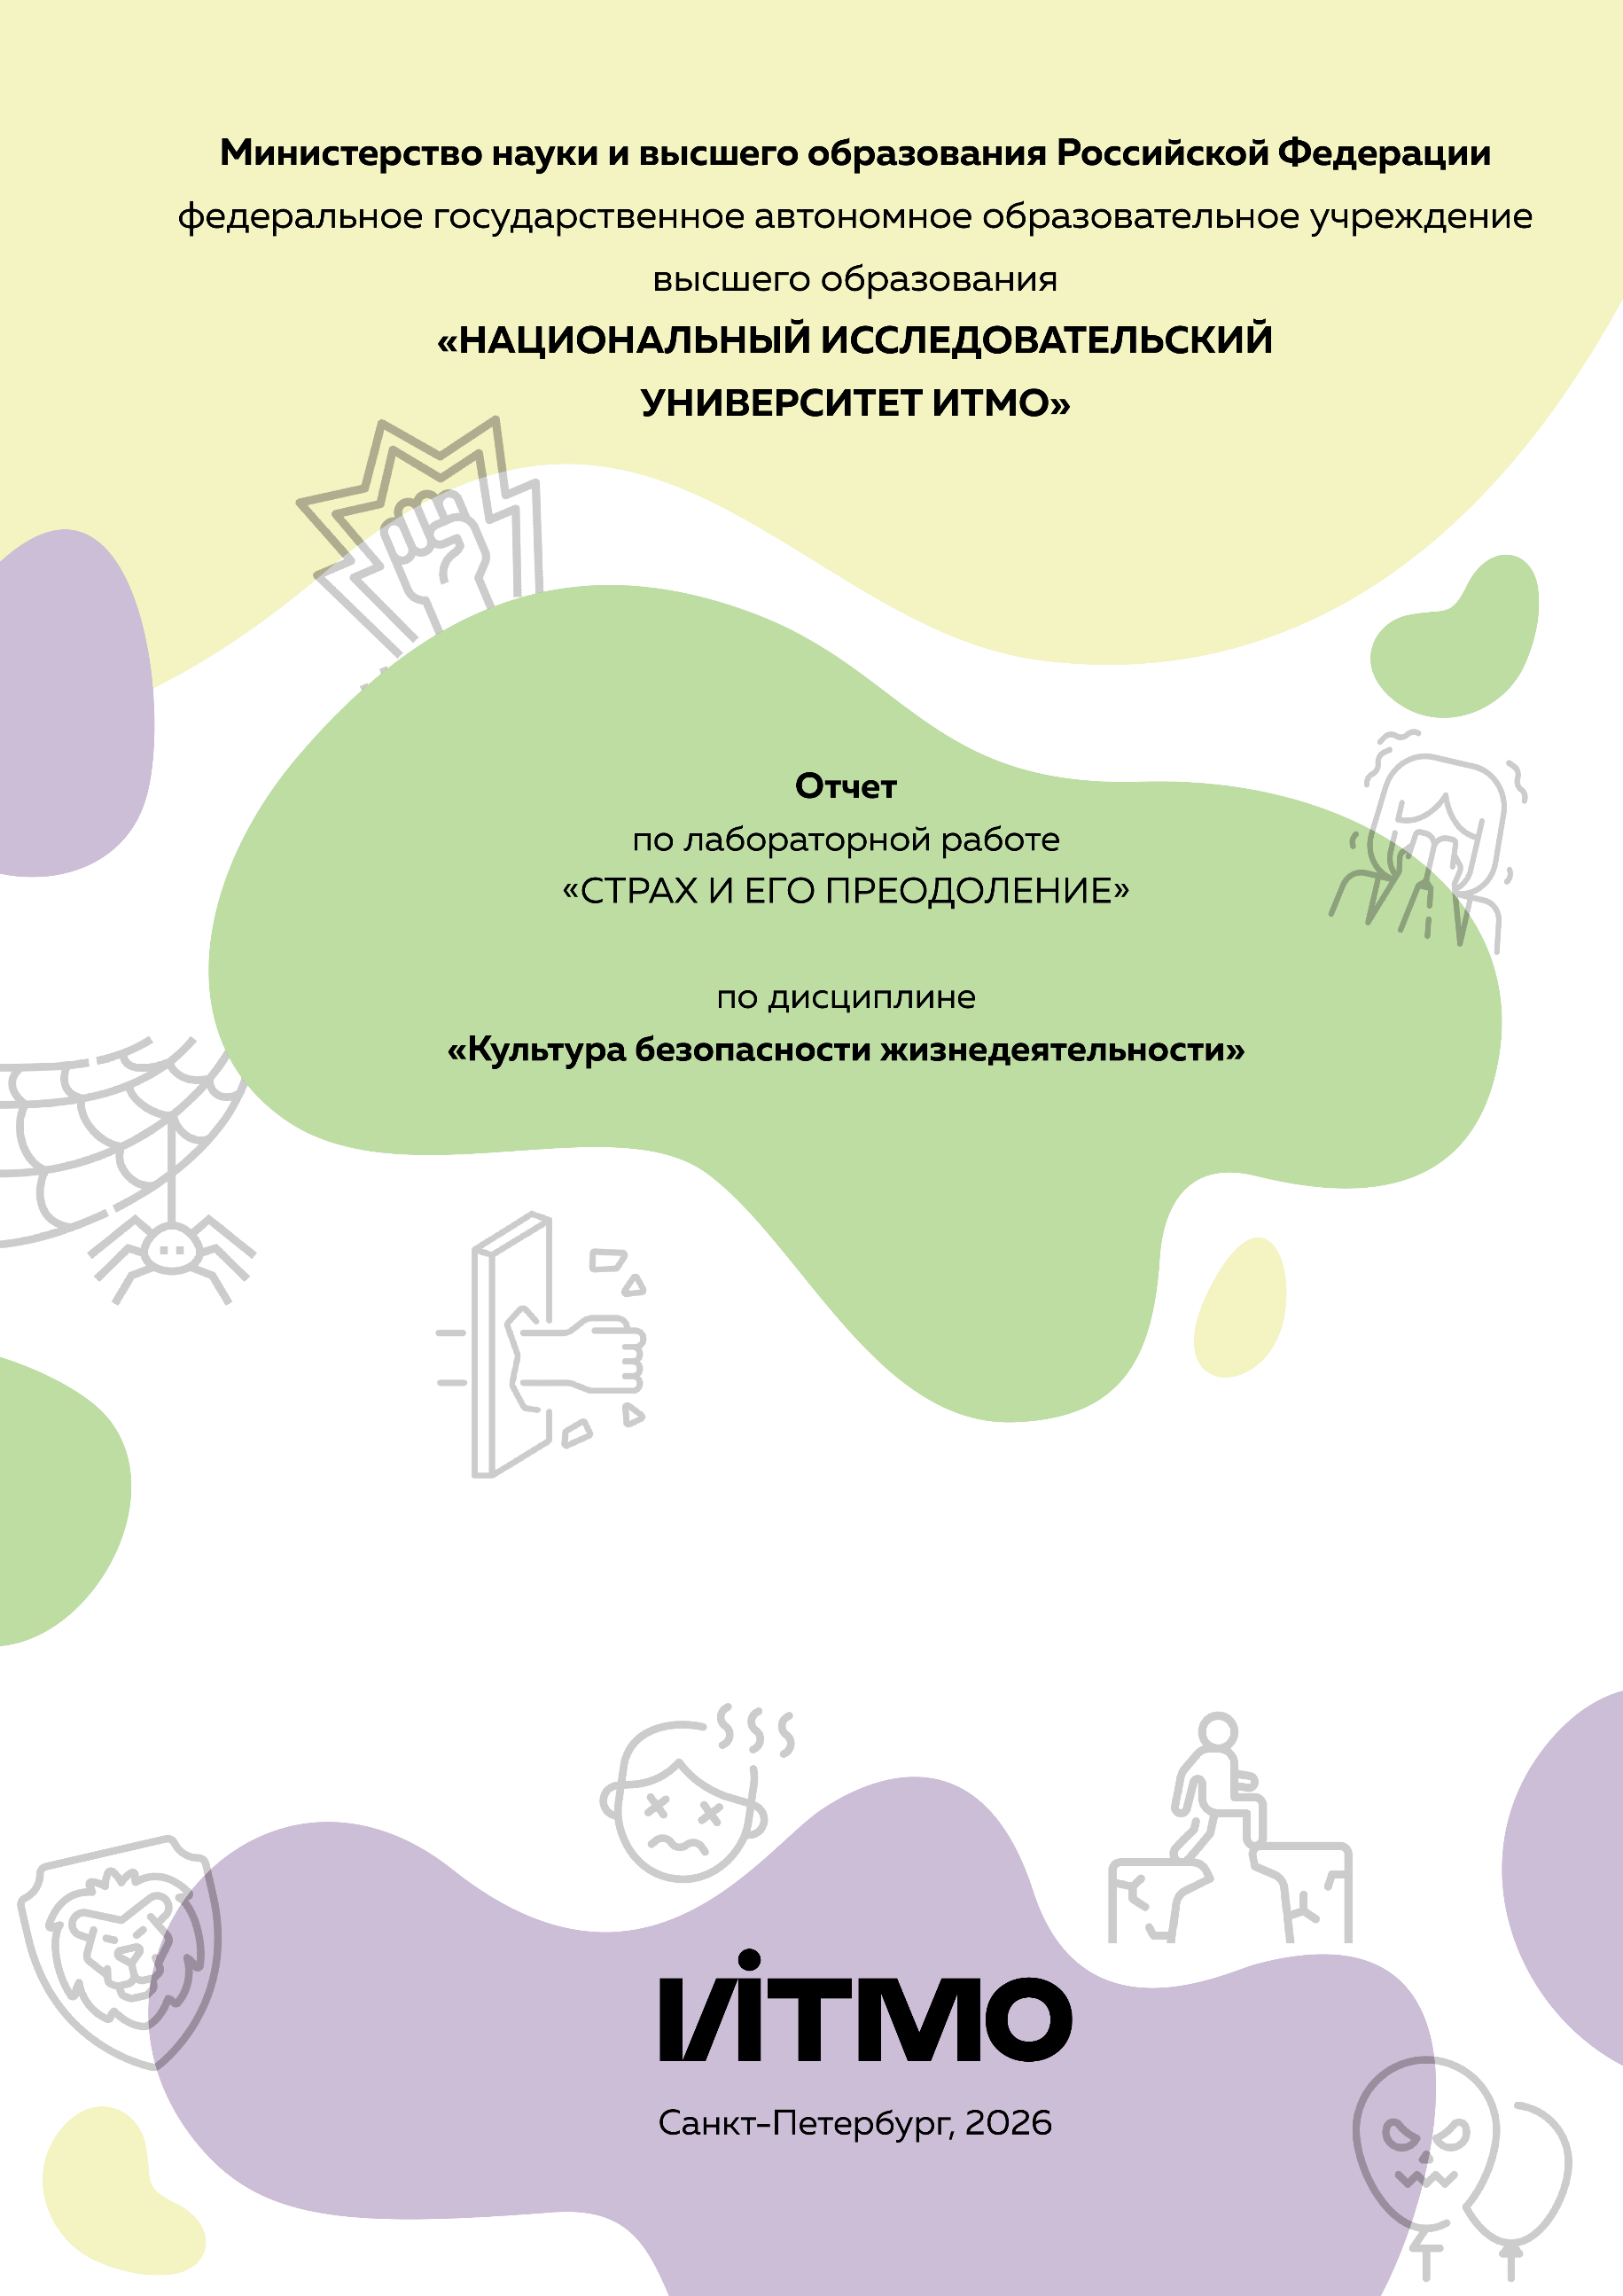 Министерство науки и высшего образования Российской Федерации
федеральное государственное автономное образовательное учреждение
высшего образования
«НАЦИОНАЛЬНЫЙ ИССЛЕДОВАТЕЛЬСКИЙ
УНИВЕРСИТЕТ ИТМО»
Отчет
по лабораторной работе
«СТРАХ И ЕГО ПРЕОДОЛЕНИЕ»
по дисциплине
«Культура безопасности жизнедеятельности»
ИТМО
Санкт-Петербург, 2026